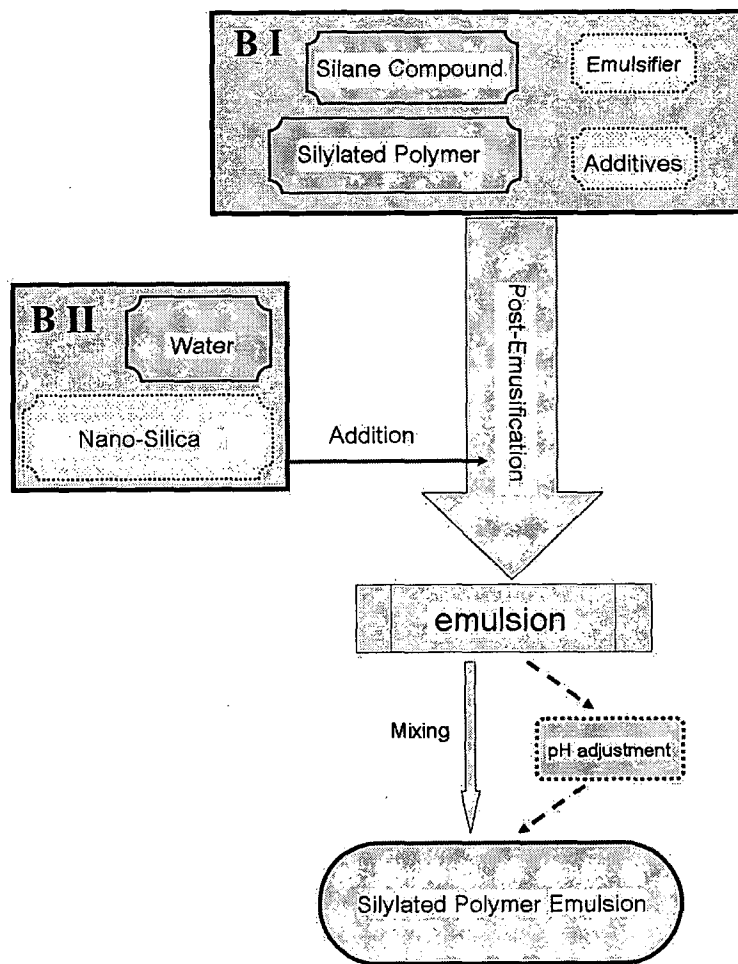 B I
Silane Compound
Emulsifier
Silylated Polymer
Additives
Post-Emusification
B II
Water
Nano-Silica
Addition
emulsion
Mixing
pH adjustment
Silylated Polymer Emulsion